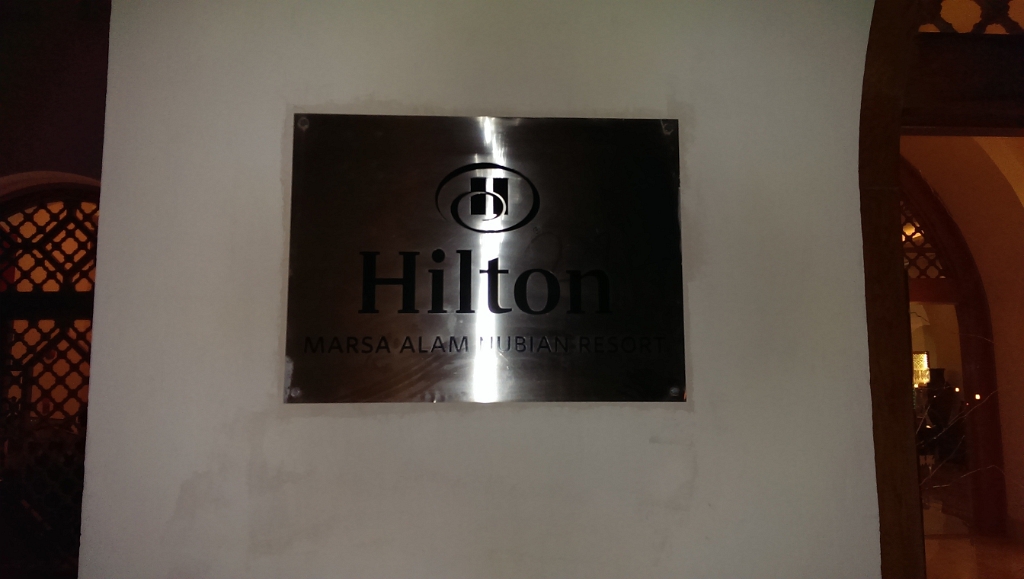 H
Hilton
MARSA ALAM NUBIAN RESORT